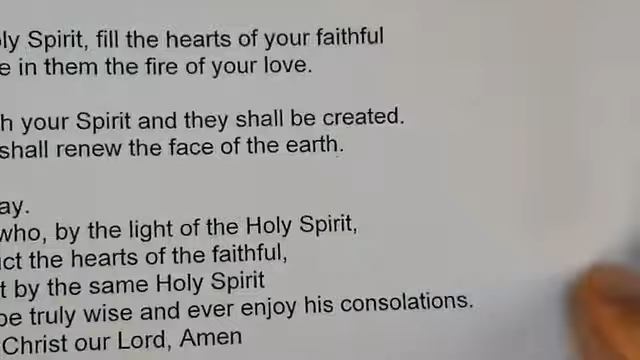 Spirit, fill the hearts of your faithful
in them the fire of your love.
your Spirit and they shall be created.
shall renew the face of the earth.
who, by the light of the Holy Spirit,
the hearts of the faithful,
by the same Holy Spirit
be truly wise and ever enjoy his consolations.
Christ our Lord, Amen